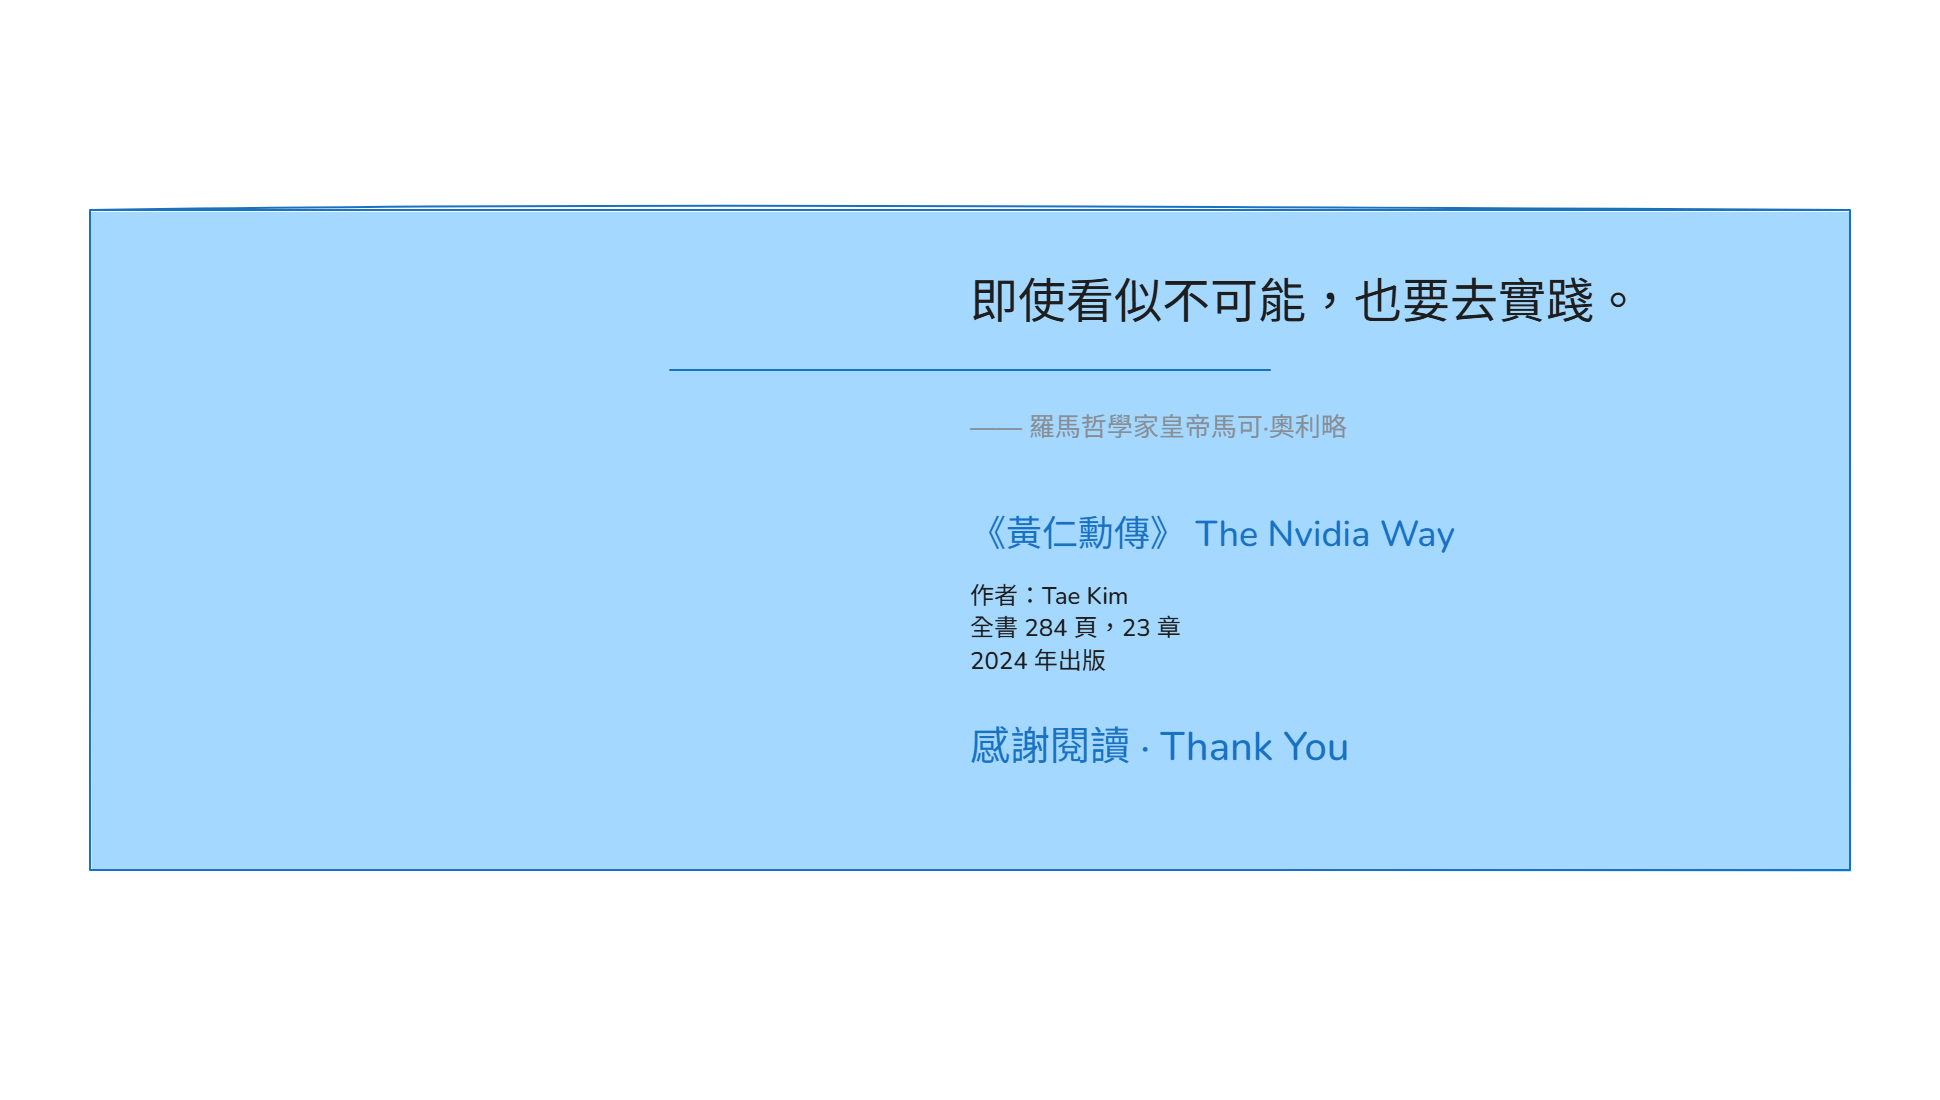 即使看似不可能，也要去實踐。
—— 羅馬哲學家皇帝馬可·奧利略
《黃仁勳傳》 The Nvidia Way
作者：Tae Kim
全書 284 頁，23 章
2024 年出版
感謝閱讀 · Thank You